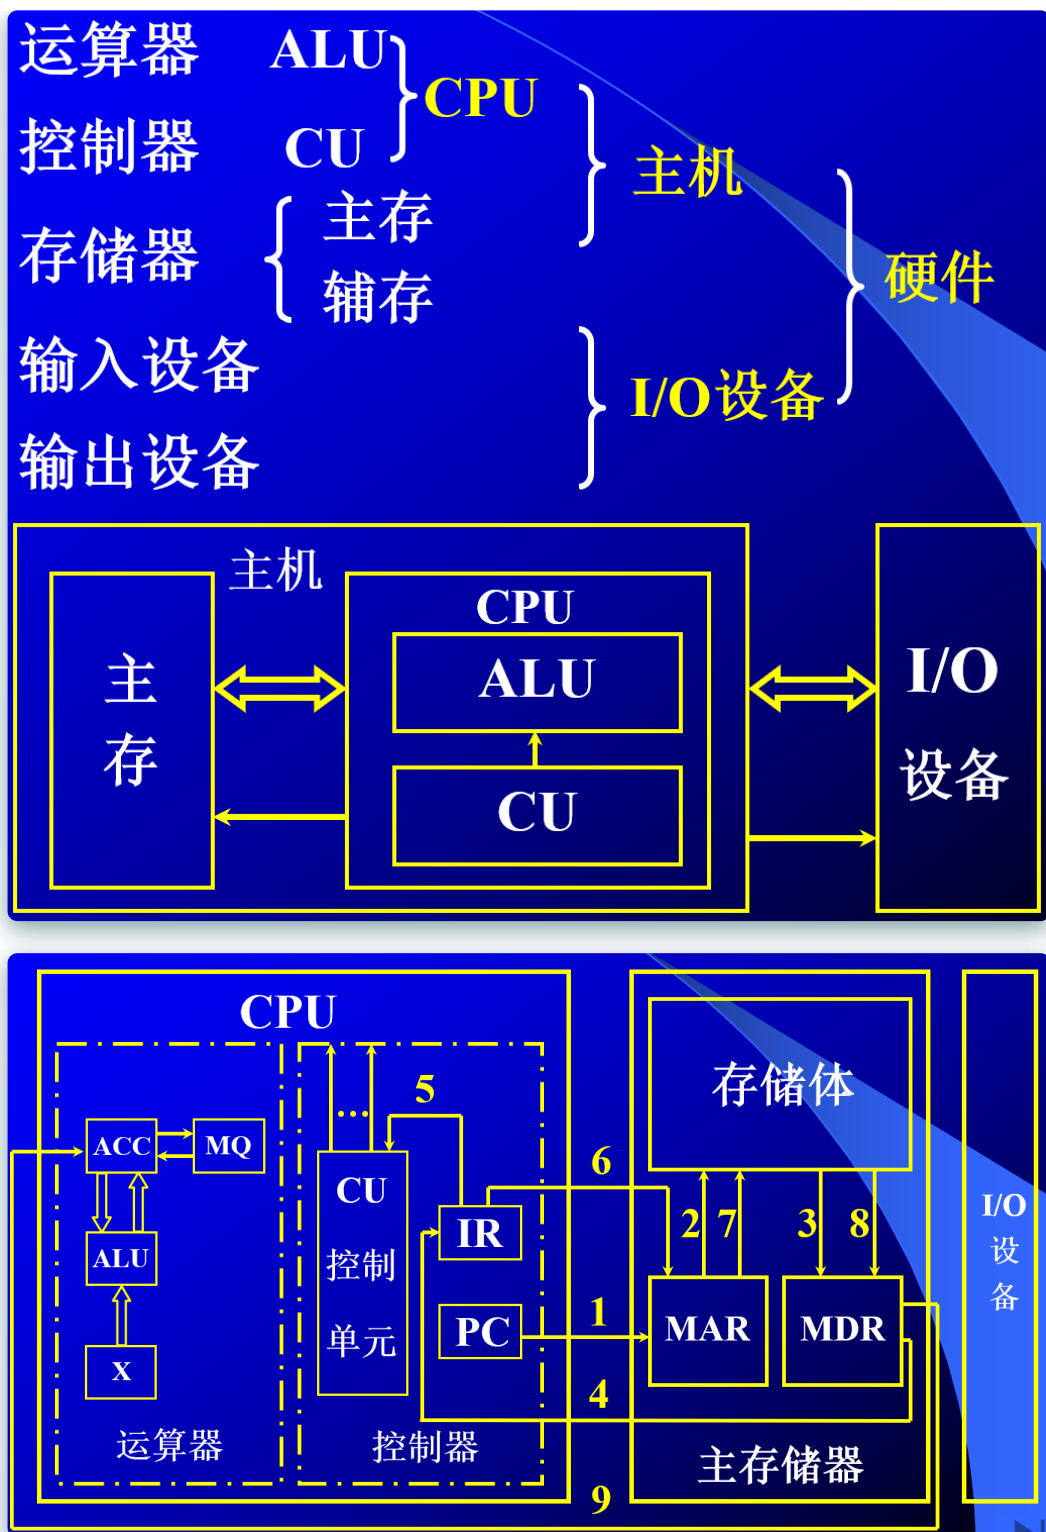 运算器 ALU
CPU
控制器 CU
主机
存储器 主存
辅存
硬件
输入设备
I/O设备
输出设备
主机
CPU
主
存
ALU
CU
I/O
设备
CPU
存储体
5
…
ACC
MQ
6
CU
控制
单元
IR
2
7
3
8
I/O
设
备
ALU
PC
1
MAR
MDR
X
4
运算器
控制器
主存储器
9